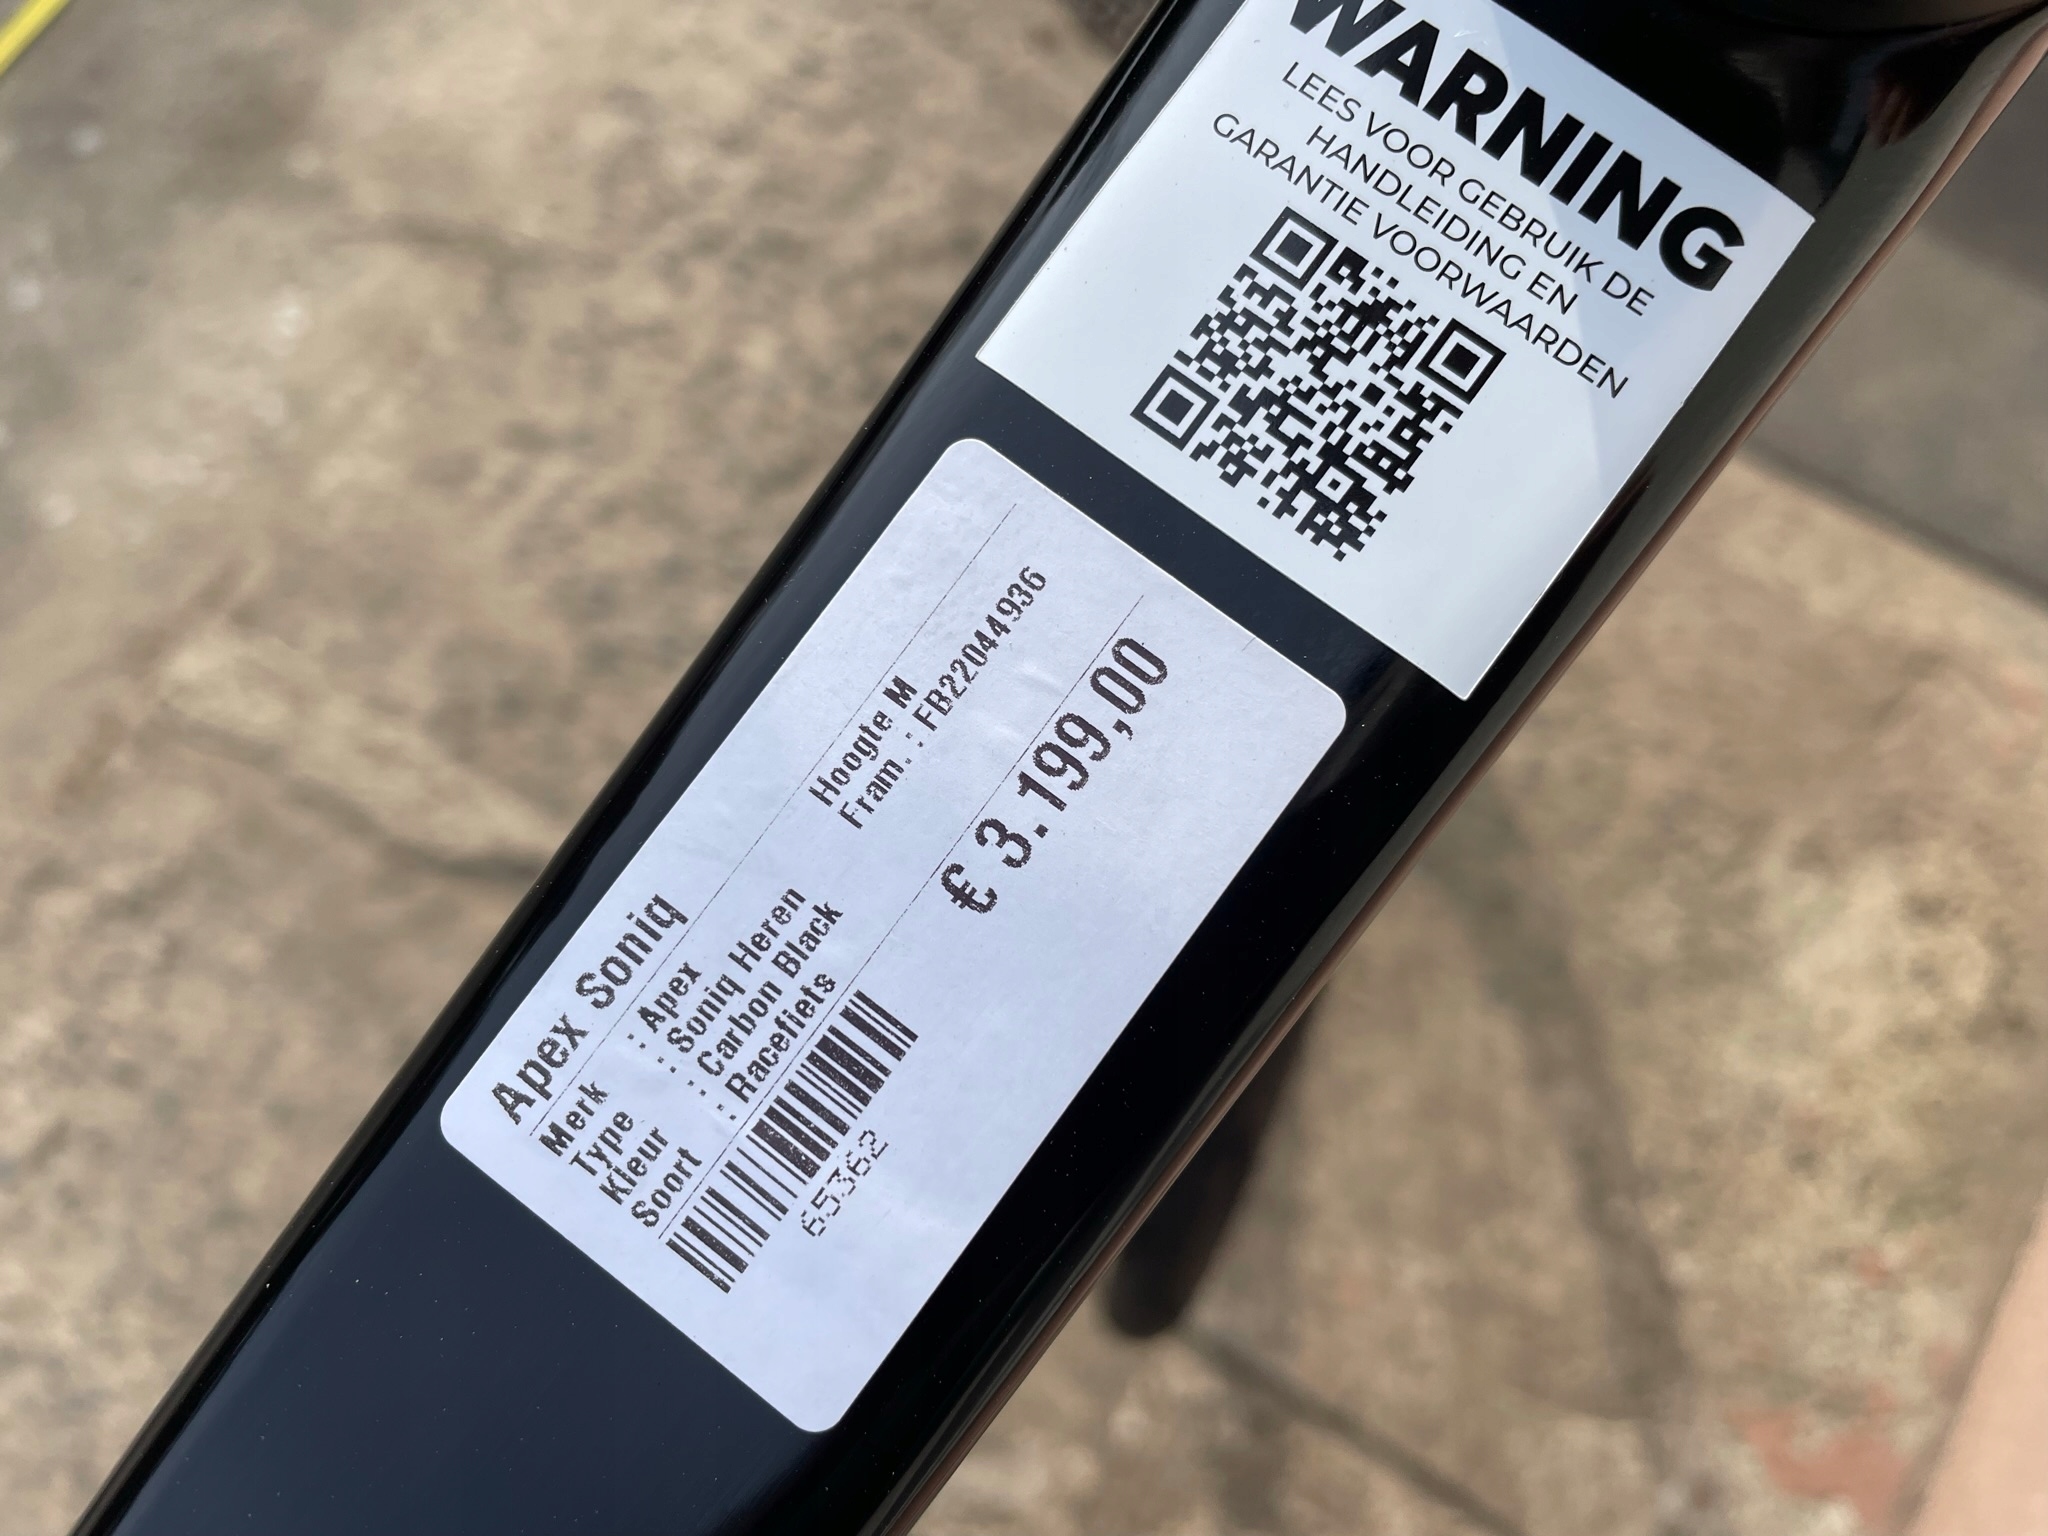 WARNING
LEES VOOR GEBRUIK DE
HANDLEIDING EN
GARANTIE VOORWAARDEN
Apex Soniq
Merk : Apex Hoogte M
Type : Soniq Heren Fram. : FB22044936
Kleur : Carbon Black
Soort : Racefiets
65362
€ 3.199,00